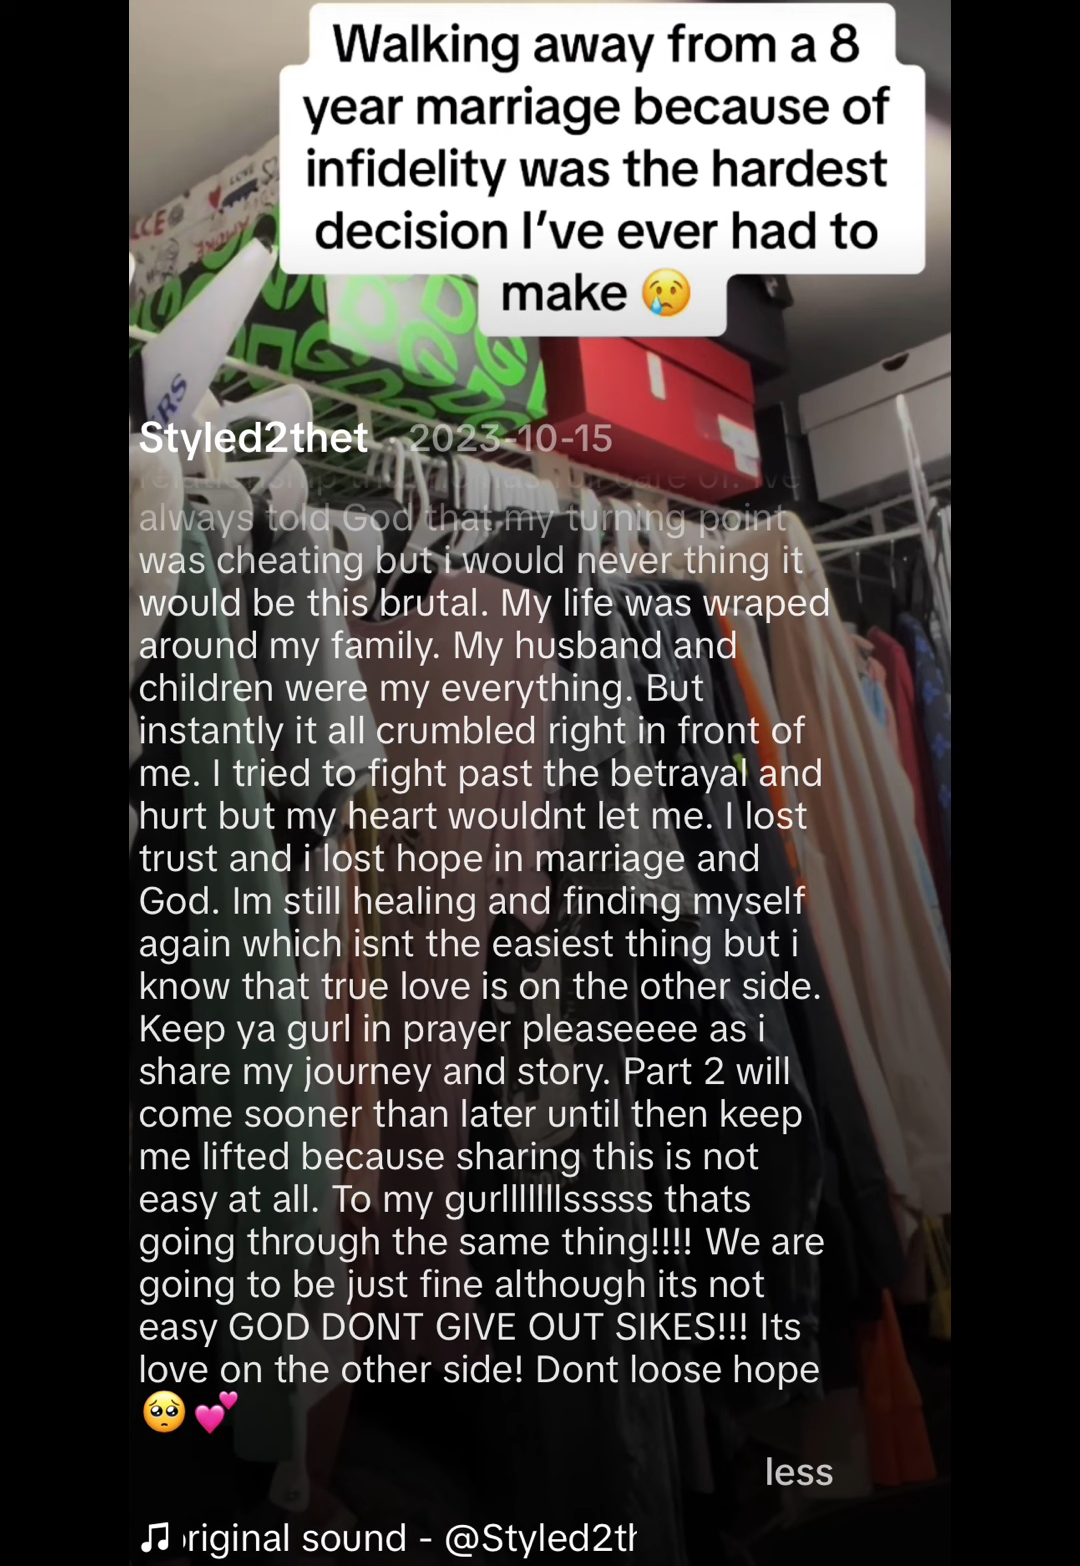 Walking away from a 8
year marriage because of
infidelity was the hardest
decision I've ever had to
make 😢
LOVE
RS
Styled2thet · 2023-10-15
relationship
always told God that my turning point
was cheating but i would never thing it
would be this brutal. My life was wraped
around my family. My husband and
children were my everything. But
instantly it all crumbled right in front of
me. I tried to fight past the betrayal and
hurt but my heart wouldnt let me. I lost
trust and i lost hope in marriage and
God. Im still healing and finding myself
again which isnt the easiest thing but i
know that true love is on the other side.
Keep ya gurl in prayer pleaseeee as i
share my journey and story. Part 2 will
come sooner than later until then keep
me lifted because sharing this is not
easy at all. To my gurlllllllsssss thats
going through the same thing!!!! We are
going to be just fine although its not
easy GOD DONT GIVE OUT SIKES!!! Its
love on the other side! Dont loose hope
🥺💕
less
riginal sound - @Styled2th